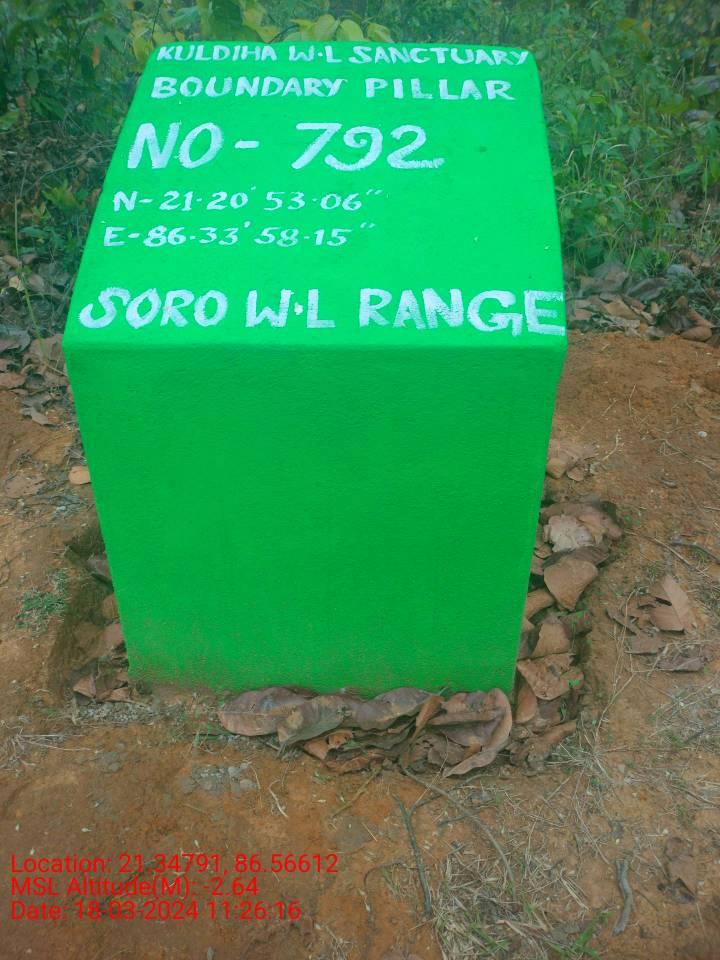 KULDIHA W·L SANCTUARY
BOUNDARY PILLAR
NO- 792
N-21·20' 53·06"
E-86·33' 58·15"
SORO W·L RANGE
Location: 21.34791, 86.56612
MSL Altitude(M): -2.64
Date: 18-03-2024 11:26:16